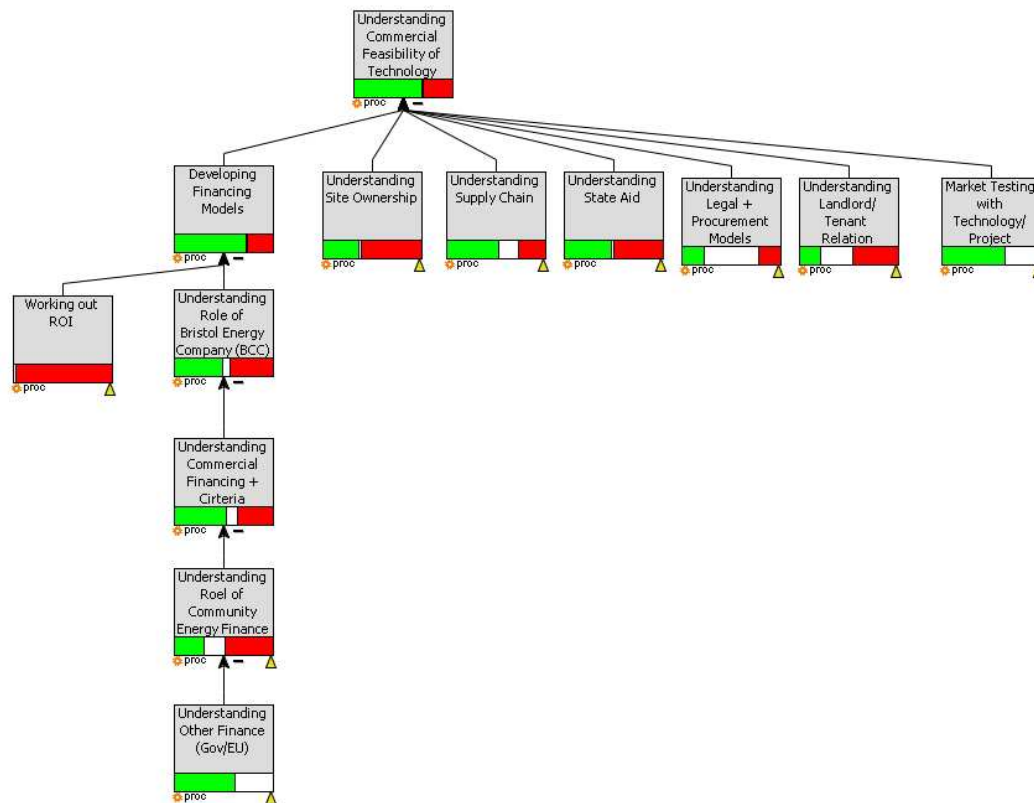 Understanding
Commercial
Feasibility of
Technology
proc
Developing
Financing
Models
proc
Understanding
Site Ownership
proc
Understanding
Supply Chain
proc
Understanding
State Aid
proc
Understanding
Legal +
Procurement
Models
proc
Understanding
Landlord/
Tenant
Relation
proc
Market Testing
with
Technology/
Project
proc
Working out
ROI
proc
Understanding
Role of
Bristol Energy
Company (BCC)
proc
Understanding
Commercial
Financing +
Cirteria
proc
Understanding
Roel of
Community
Energy Finance
proc
Understanding
Other Finance
(Gov/EU)
proc